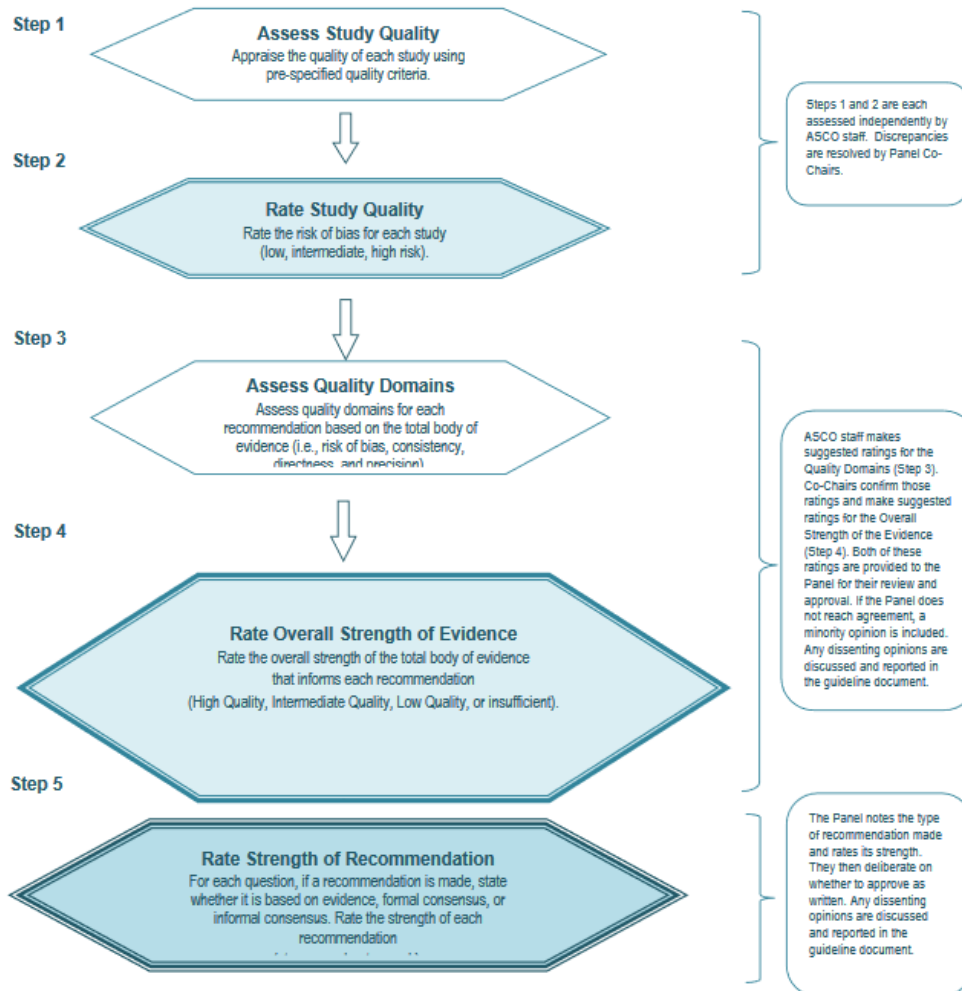 Step 1
Assess Study Quality
Appraise the quality of each study using
pre-specified quality criteria.
Steps 1 and 2 are each
assessed independently by
ASCO staff. Discrepancies
are resolved by Panel Co-
Chairs.
Step 2
Rate Study Quality
Rate the risk of bias for each study
(low, intermediate, high risk).
Step 3
Assess Quality Domains
Assess quality domains for each
recommendation based on the total body of
evidence (i.e., risk of bias, consistency,
directness, and precision)
ASCO staff makes
suggested ratings for the
Quality Domains (Step 3).
Co-Chairs confirm those
ratings and make suggested
ratings for the Overall
Strength of the Evidence
(Step 4). Both of these
ratings are provided to the
Panel for their review and
approval. If the Panel does
not reach agreement, a
minority opinion is included.
Any dissenting opinions are
discussed and reported in
the guideline document.
Step 4
Rate Overall Strength of Evidence
Rate the overall strength of the total body of evidence
that informs each recommendation
(High Quality, Intermediate Quality, Low Quality, or insufficient).
Step 5
Rate Strength of Recommendation
For each question, if a recommendation is made, state
whether it is based on evidence, formal consensus, or
informal consensus. Rate the strength of each
recommendation
The Panel notes the type
of recommendation made
and rates its strength.
They then deliberate on
whether to approve as
written. Any dissenting
opinions are discussed
and reported in the
guideline document.